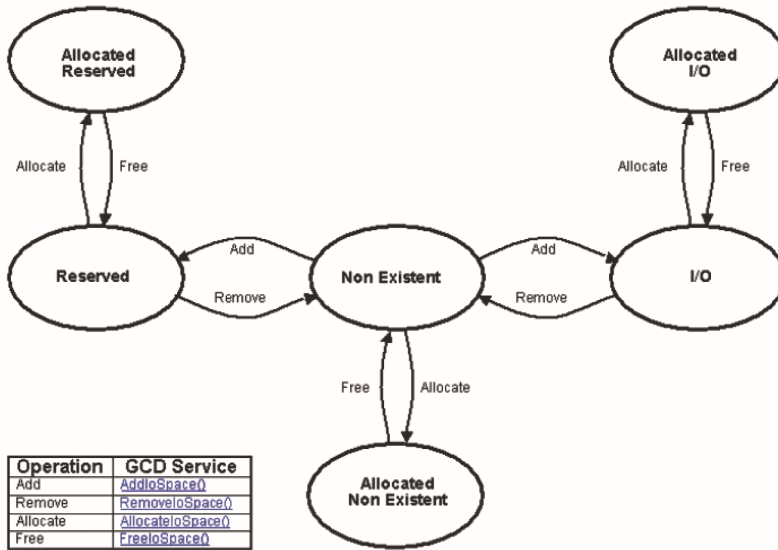 Allocated
Reserved
Allocated
I/O
Allocate
Free
Allocate
Free
Reserved
Add
Remove
Non Existent
Add
Remove
I/O
Free
Allocate
Allocated
Non Existent
Operation GCD Service
Add AddIoSpace()
Remove RemoveIoSpace()
Allocate AllocateIoSpace()
Free FreeIoSpace()